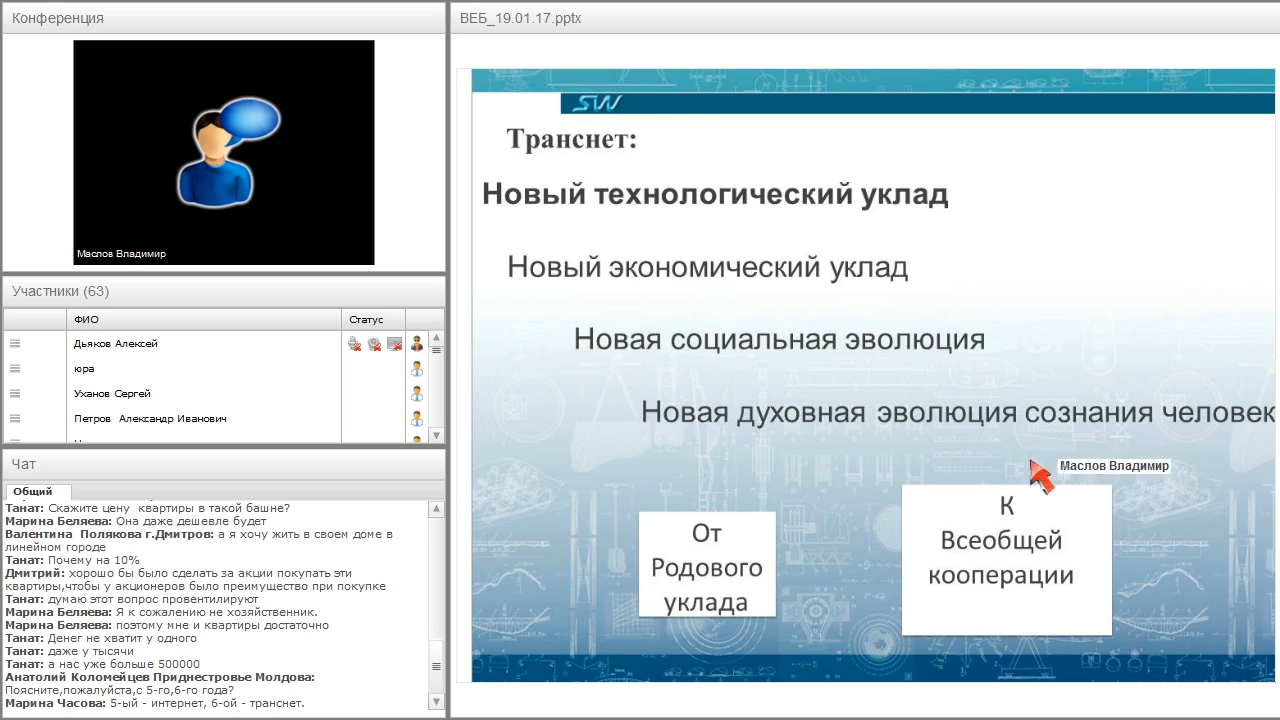 Конференция
Маслов Владимир
Участники (63)
ФИО Статус
Дьяков Алексей
юра
Уханов Сергей
Петров Александр Иванович
Чат
Общий
Танат: Скажите цену квартиры в такой башне?
Марина Беляева: Она даже дешевле будет
Валентина Полякова г.Дмитров: а я хочу жить в своем доме в
линейном городе
Танат: Почему на 10%
Дмитрий: хорошо бы было сделать за акции покупать эти
квартиры,чтобы у акционеров было преимущество при покупке
Танат: думаю этот вопрос провентилируют
Марина Беляева: Я к сожалению не хозяйственник.
Марина Беляева: поэтому мне и квартиры достаточно
Танат: Денег не хватит у одного
Танат: даже у тысячи
Танат: а нас уже больше 500000
Анатолий Колочейцев Приднестровье Молдова:
Поясните,пожалуйста,с 5-го,6-го года?
Марина Часова: 5-ый - интернет, 6-ой - транснет.
ВЕБ_19.01.17.pptx
SW
Транснет:
Новый технологический уклад
Новый экономический уклад
Новая социальная эволюция
Новая духовная эволюция сознания человек
Маслов Владимир
От
Родового
уклада
К
Всеобщей
кооперации